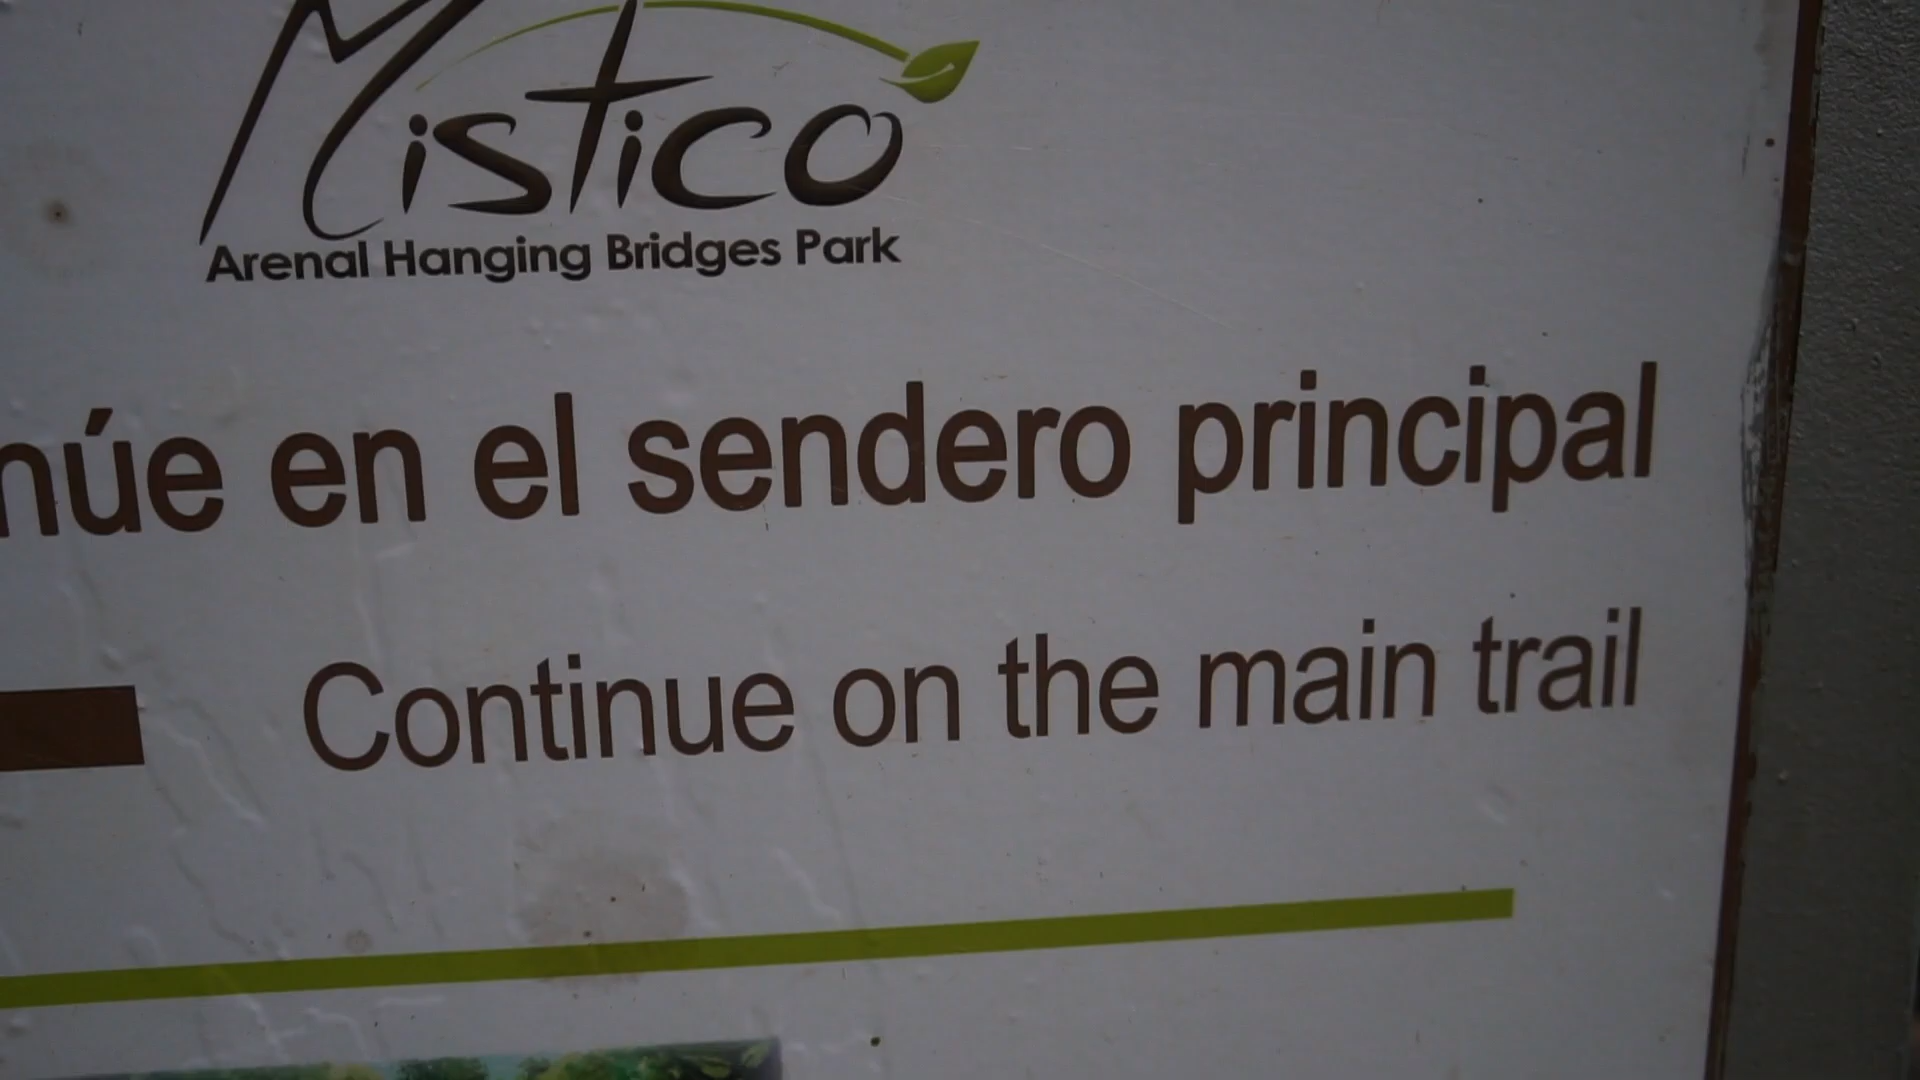 Mistico
Arenal Hanging Bridges Park
núe en el sendero principal
Continue on the main trail